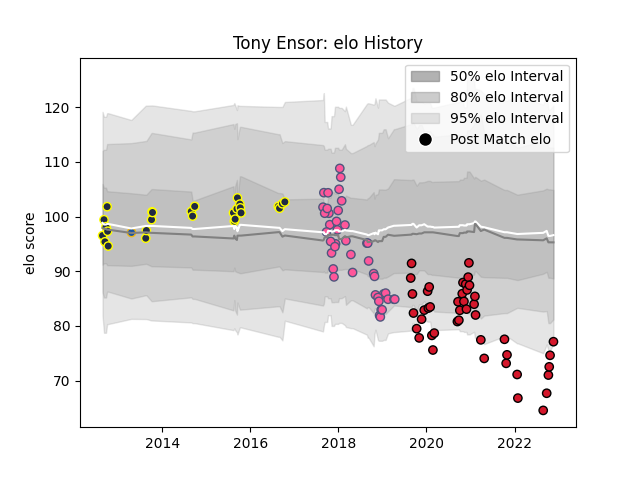 Tony Ensor: elo History
50% elo Interval
80% elo Interval
95% elo Interval
Post Match elo
elo score
120
110
100
90
80
70
2014
2016
2018
2020
2022